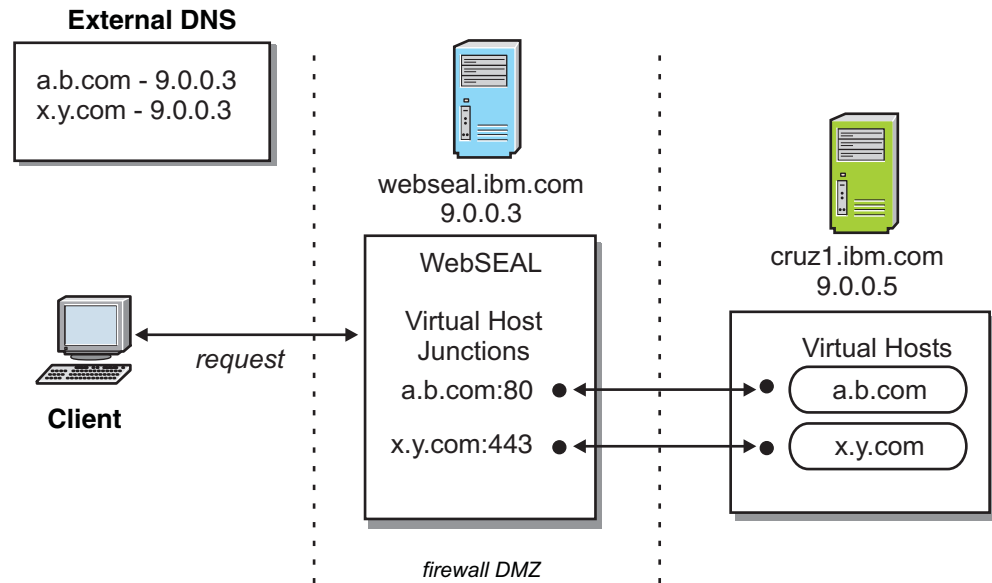 External DNS
a.b.com - 9.0.0.3
x.y.com - 9.0.0.3
webseal.ibm.com
9.0.0.3
cruz1.ibm.com
9.0.0.5
Client
request
WebSEAL
Virtual Host
Junctions
a.b.com:80
x.y.com:443
Virtual Hosts
a.b.com
x.y.com
firewall DMZ